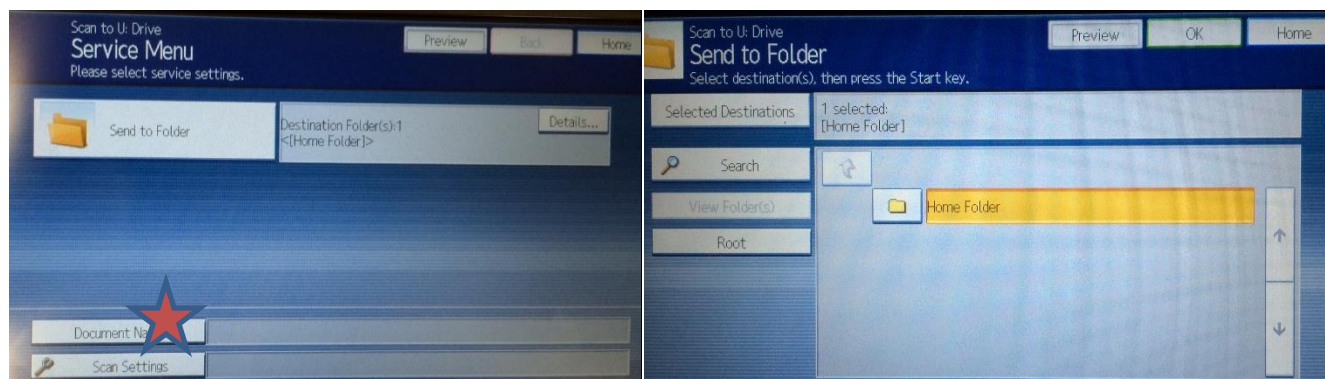 Scan to U: Drive
Service Menu
Please select service settings.
Preview
Back
Home
Send to Folder
Destination Folder(s):1
<[Home Folder]>
Details...
Document
Scan Settings
Scan to U: Drive
Send to Folder
Select destination(s), then press the Start key.
Preview
OK
Home
Selected Destinations
1 selected:
[Home Folder]
Search
View Folder(s)
Root
Home Folder